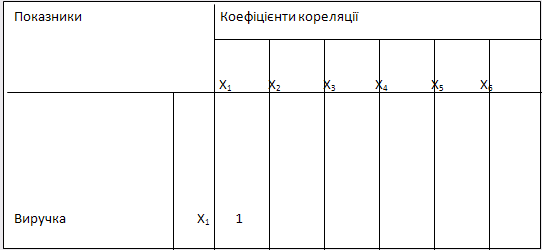 Показники Коефіцієнти кореляції
X1 X2 X3 X4 X5 X6
Виручка X1 1